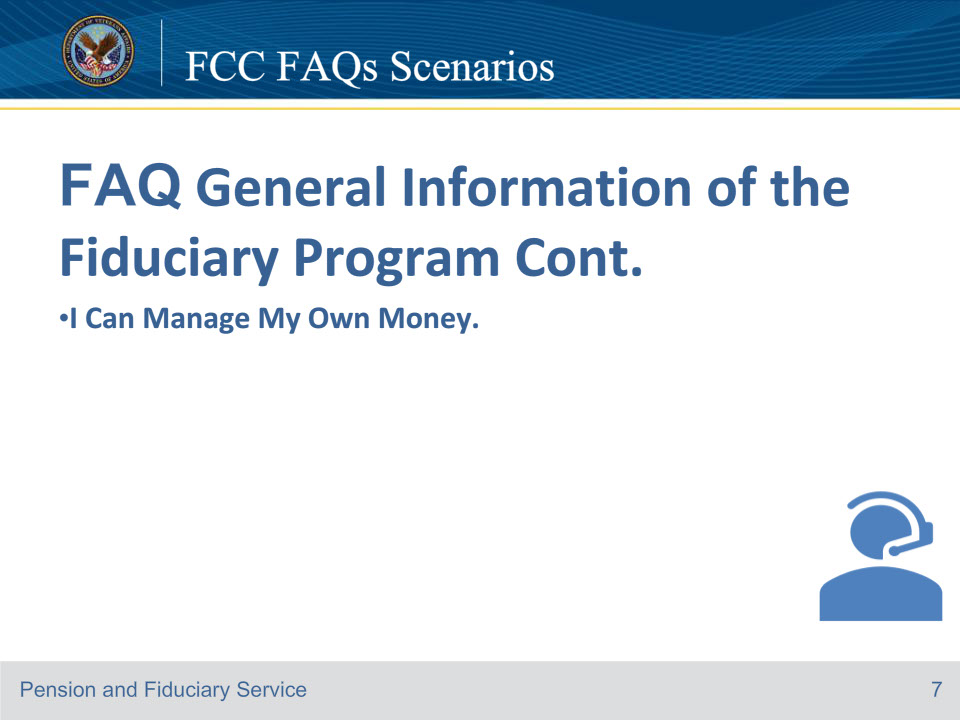 FCC FAQs Scenarios
FAQ General Information of the
Fiduciary Program Cont.
•I Can Manage My Own Money.
Pension and Fiduciary Service
7